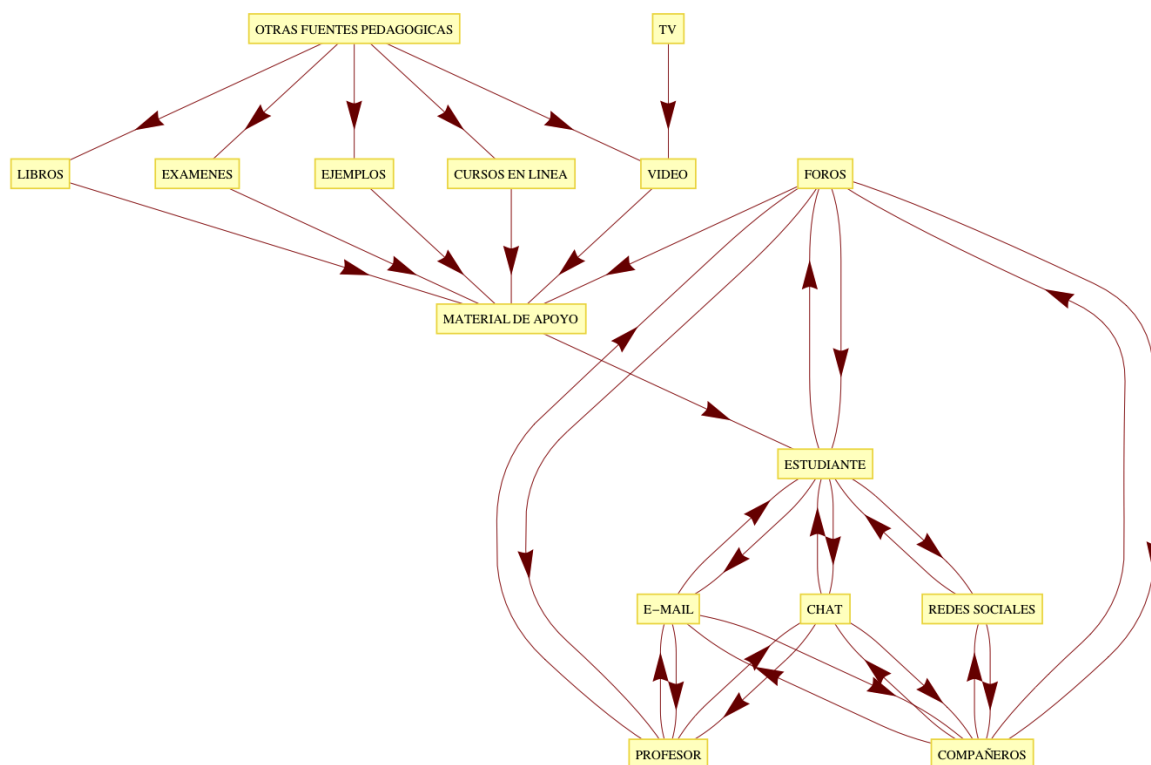 OTRAS FUENTES PEDAGOGICAS
TV
LIBROS
EXAMENES
EJEMPLOS
CURSOS EN LINEA
VIDEO
FOROS
MATERIAL DE APOYO
ESTUDIANTE
E-MAIL
CHAT
REDES SOCIALES
PROFESOR
COMPAÑEROS